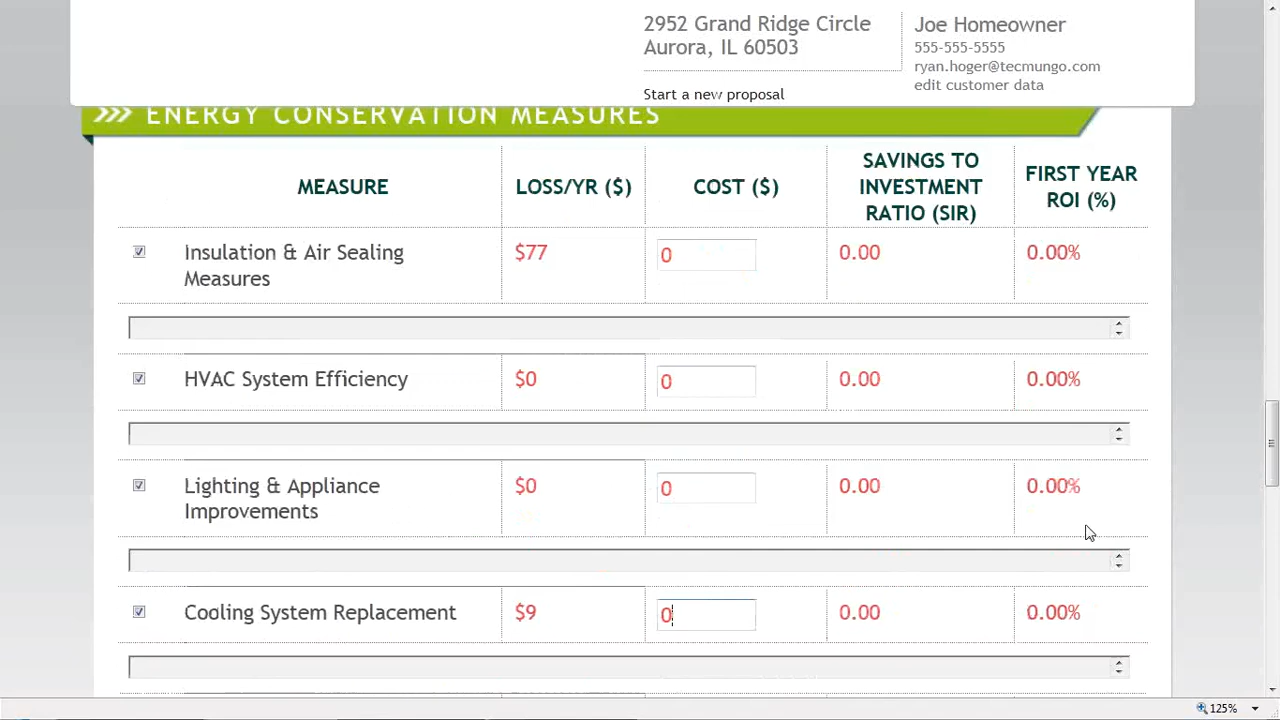 2952 Grand Ridge Circle
Aurora, IL 60503
Start a new proposal
Joe Homeowner
555-555-5555
ryan.hoger@tecmungo.com
edit customer data
>>> ENERGY CONSERVATION MEASURES
MEASURE LOSS/YR ($) COST ($) SAVINGS TO INVESTMENT RATIO (SIR) FIRST YEAR ROI (%)
Insulation & Air Sealing $77 0 0.00 0.00%
Measures
HVAC System Efficiency $0 0 0.00 0.00%
Lighting & Appliance $0 0 0.00 0.00%
Improvements
Cooling System Replacement $9 0 0.00 0.00%
125%